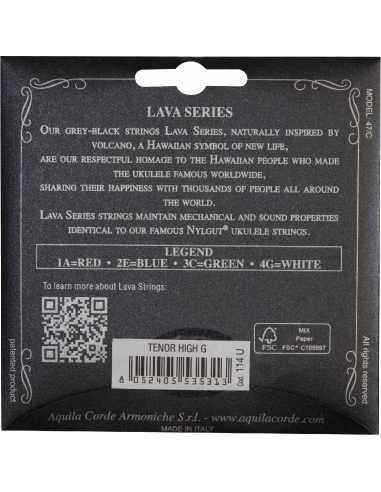 LAVA SERIES
OUR GREY-BLACK STRINGS LAVA SERIES, NATURALLY INSPIRED BY
VOLCANO, A HAWAIIAN SYMBOL OF NEW LIFE,
ARE OUR RESPECTFUL HOMAGE TO THE HAWAIIAN PEOPLE WHO MADE
THE UKULELE FAMOUS WORLDWIDE,
SHARING THEIR HAPPINESS WITH THOUSANDS OF PEOPLE ALL AROUND
THE WORLD.
LAVA SERIES STRINGS MAINTAIN MECHANICAL AND SOUND PROPERTIES
IDENTICAL TO OUR FAMOUS NYLGUT® UKULELE STRINGS.
LEGEND
1A=RED • 2E=BLUE • 3C=GREEN • 4G=WHITE
To learn more about Lava Strings:
MODEL: 47C
FSC
MIX
Paper
FSC® C105597
TENOR HIGH G
8 052405 535313
Cod. 114 U
patented product
All rights reserved
Aquila Corde Armoniche S.r.l. - www.aquilacorde.com
MADE IN ITALY